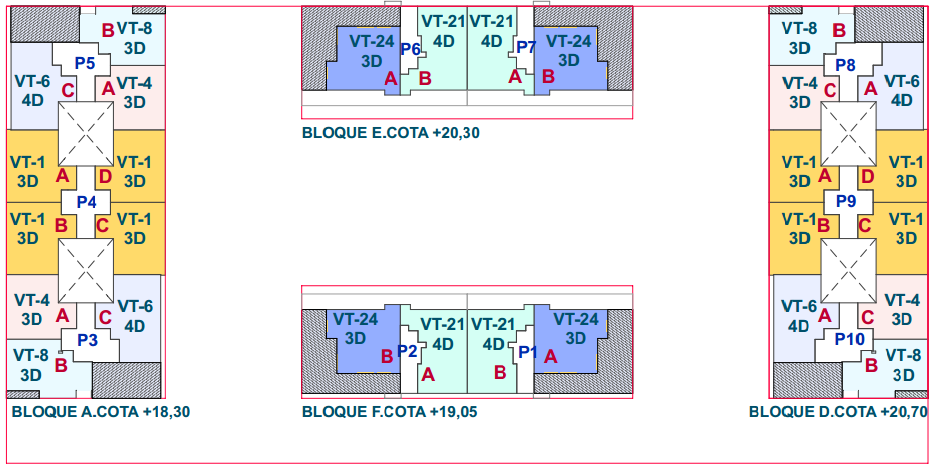 B VT-8
3D
P5
VT-6
4D
C A VT-4
3D
VT-1
3D
A D VT-1
3D
P4
VT-1
3D
B C VT-1
3D
VT-4
3D
A C VT-6
4D
P3
VT-8
3D
B
BLOQUE A.COTA +18,30
VT-24
3D
P6
VT-21
4D
VT-21
4D
P7
VT-24
3D
A B A B
BLOQUE E.COTA +20,30
VT-24
3D
P2
VT-21
4D
VT-21
4D
P1
VT-24
3D
B A B A
BLOQUE F.COTA +19,05
VT-8
3D
B
P8
VT-4
3D
C A VT-6
4D
VT-1
3D
A D VT-1
3D
P9
VT-1
3D
B C VT-1
3D
VT-6
4D
A C VT-4
3D
P10
B VT-8
3D
BLOQUE D.COTA +20,70